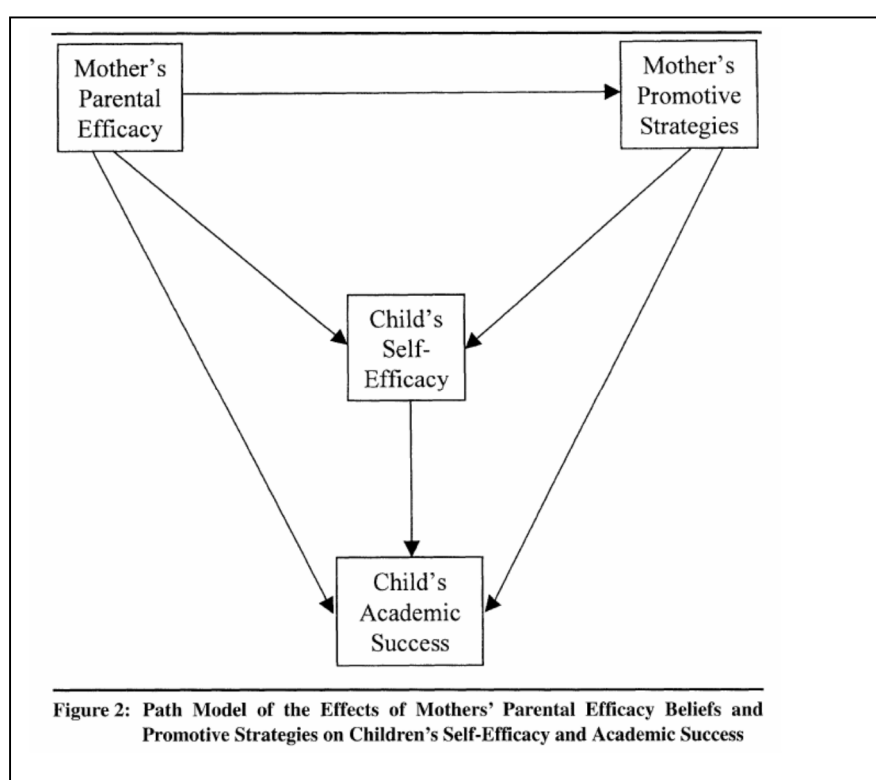 Mother's
Parental
Efficacy
Mother's
Promotive
Strategies
Child's
Self-
Efficacy
Child's
Academic
Success
Figure 2: Path Model of the Effects of Mothers' Parental Efficacy Beliefs and
Promotive Strategies on Children's Self-Efficacy and Academic Success